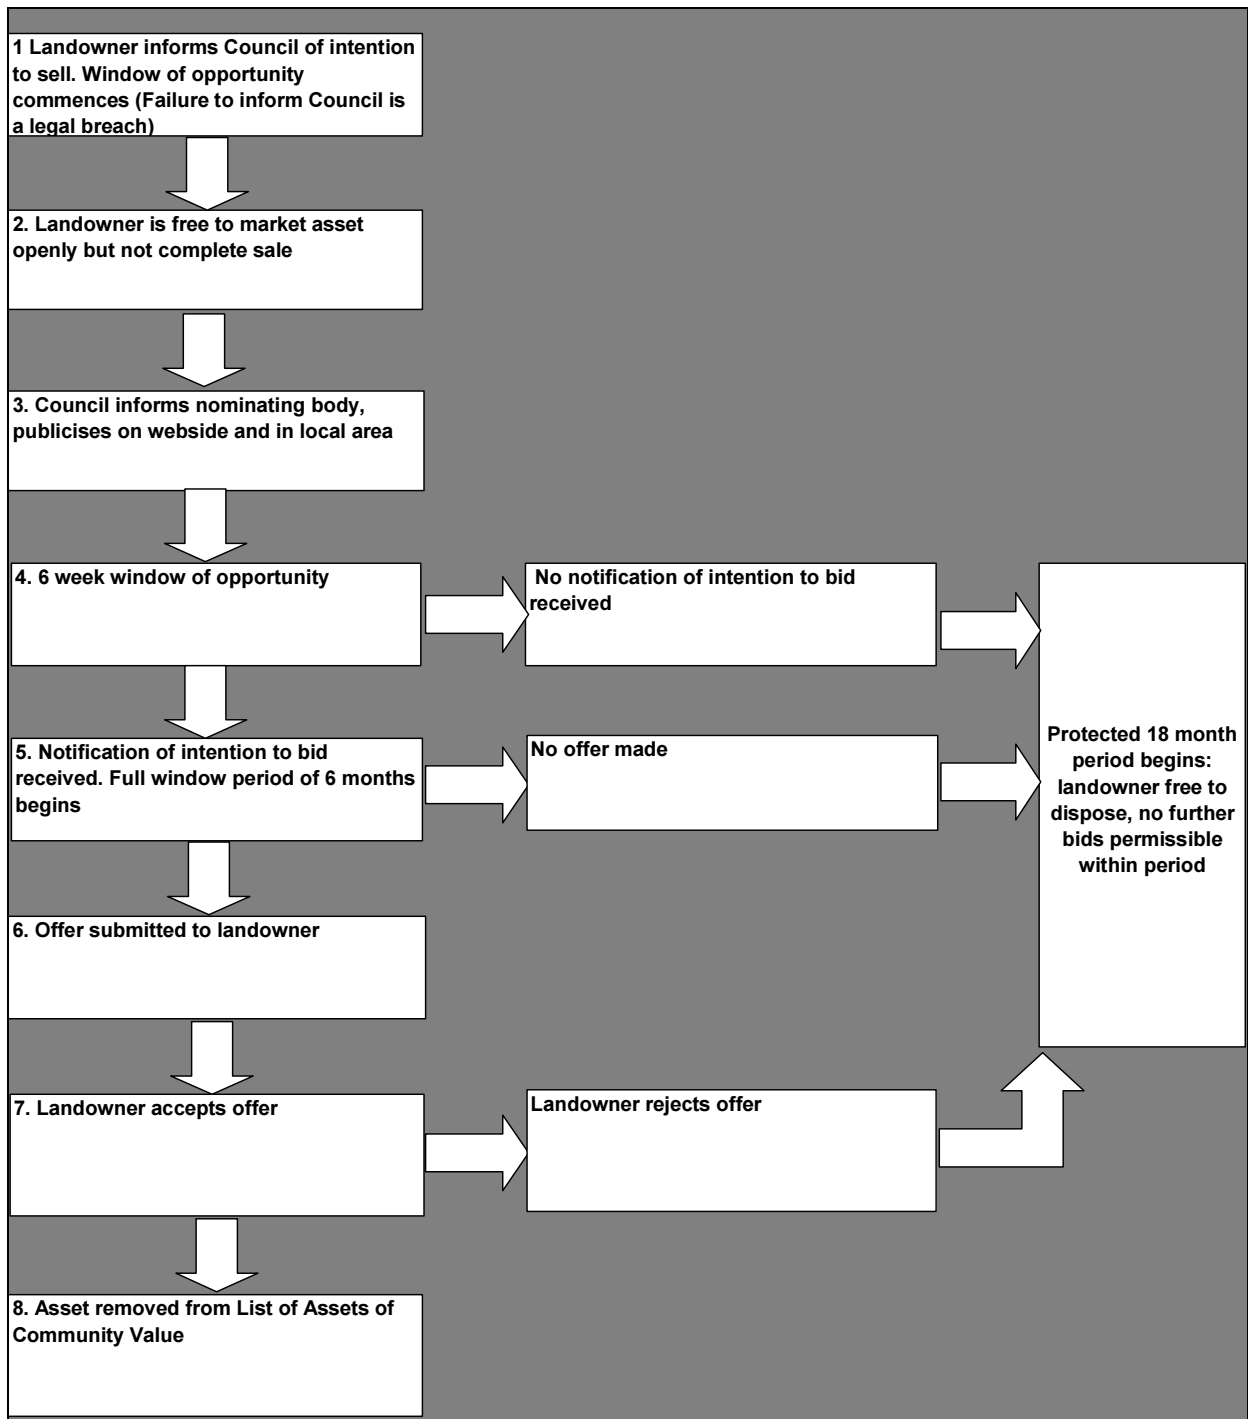 1 Landowner informs Council of intention
to sell. Window of opportunity
commences (Failure to inform Council is
a legal breach)
2. Landowner is free to market asset
openly but not complete sale
3. Council informs nominating body,
publicises on webside and in local area
4. 6 week window of opportunity
No notification of intention to bid
received
5. Notification of intention to bid
received. Full window period of 6 months
begins
No offer made
Protected 18 month
period begins:
landowner free to
dispose, no further
bids permissible
within period
6. Offer submitted to landowner
7. Landowner accepts offer
Landowner rejects offer
8. Asset removed from List of Assets of
Community Value